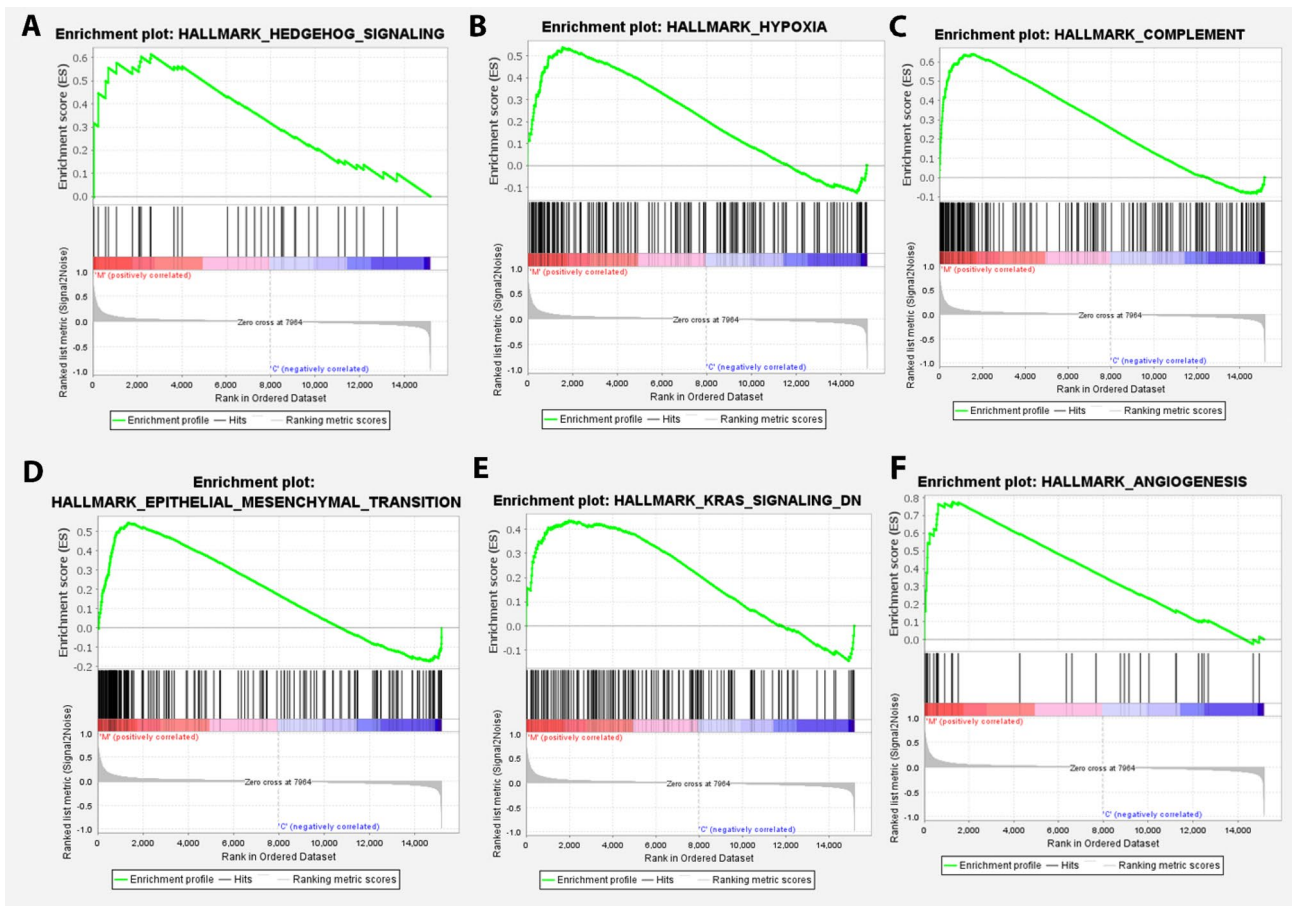 A
Enrichment plot: HALLMARK_HEDGEHOG_SIGNALING
Enrichment score (ES)
0.6
0.5
0.4
0.3
0.2
0.1
0.0
'M' (positively correlated)
Ranked list metric (Signal2Noise)
1.0
0.5
0.0
-0.5
-1.0
Zero cross at 7964
'C' (negatively correlated)
0 2,000 4,000 6,000 8,000 10,000 12,000 14,000
Rank in Ordered Dataset
Enrichment profile Hits Ranking metric scores
B
Enrichment plot: HALLMARK_HYPOXIA
Enrichment score (ES)
0.5
0.4
0.3
0.2
0.1
0.0
-0.1
'M' (positively correlated)
Ranked list metric (Signal2Noise)
1.0
0.5
0.0
-0.5
-1.0
Zero cross at 7964
'C' (negatively correlated)
0 2,000 4,000 6,000 8,000 10,000 12,000 14,000
Rank in Ordered Dataset
Enrichment profile Hits Ranking metric scores
C
Enrichment plot: HALLMARK_COMPLEMENT
Enrichment score (ES)
0.6
0.5
0.4
0.3
0.2
0.1
0.0
-0.1
'M' (positively correlated)
Ranked list metric (Signal2Noise)
1.0
0.5
0.0
-0.5
-1.0
Zero cross at 7964
'C' (negatively correlated)
0 2,000 4,000 6,000 8,000 10,000 12,000 14,000
Rank in Ordered Dataset
Enrichment profile Hits Ranking metric scores
D
Enrichment plot:
HALLMARK_EPITHELIAL_MESENCHYMAL_TRANSITION
Enrichment score (ES)
0.5
0.4
0.3
0.2
0.1
0.0
-0.1
-0.2
'M' (positively correlated)
Ranked list metric (Signal2Noise)
1.0
0.5
0.0
-0.5
-1.0
Zero cross at 7964
'C' (negatively correlated)
0 2,000 4,000 6,000 8,000 10,000 12,000 14,000
Rank in Ordered Dataset
Enrichment profile Hits Ranking metric scores
E
Enrichment plot: HALLMARK_KRAS_SIGNALING_DN
Enrichment score (ES)
0.4
0.3
0.2
0.1
0.0
-0.1
'M' (positively correlated)
Ranked list metric (Signal2Noise)
1.0
0.5
0.0
-0.5
-1.0
Zero cross at 7964
'C' (negatively correlated)
0 2,000 4,000 6,000 8,000 10,000 12,000 14,000
Rank in Ordered Dataset
Enrichment profile Hits Ranking metric scores
F
Enrichment plot: HALLMARK_ANGIOGENESIS
Enrichment score (ES)
0.8
0.7
0.6
0.5
0.4
0.3
0.2
0.1
0.0
'M' (positively correlated)
Ranked list metric (Signal2Noise)
1.0
0.5
0.0
-0.5
-1.0
Zero cross at 7964
'C' (negatively correlated)
0 2,000 4,000 6,000 8,000 10,000 12,000 14,000
Rank in Ordered Dataset
Enrichment profile Hits Ranking metric scores